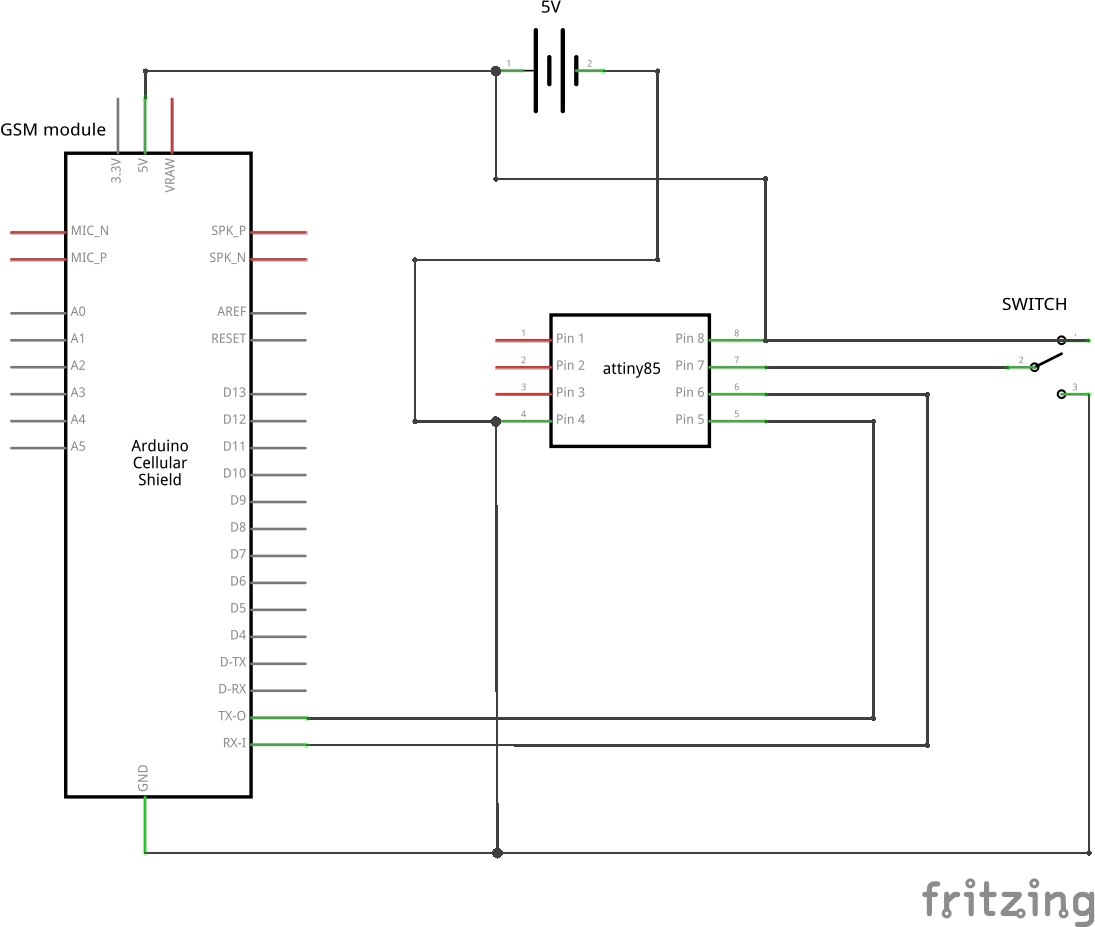 5V
1
2
GSM module
3.3V
5V
VRAW
MIC_N
SPK_P
MIC_P
SPK_N
SWITCH
A0
AREF
A1
RESET
1
Pin 1
Pin 8
8
A2
2
Pin 2
attiny85
Pin 7
7
2
A3
D13
3
Pin 3
Pin 6
6
3
A4
D12
4
Pin 4
Pin 5
5
A5
D11
Arduino
Cellular
Shield
D10
D9
D8
D7
D6
D5
D4
D-TX
D-RX
TX-O
RX-I
GND
fritzing